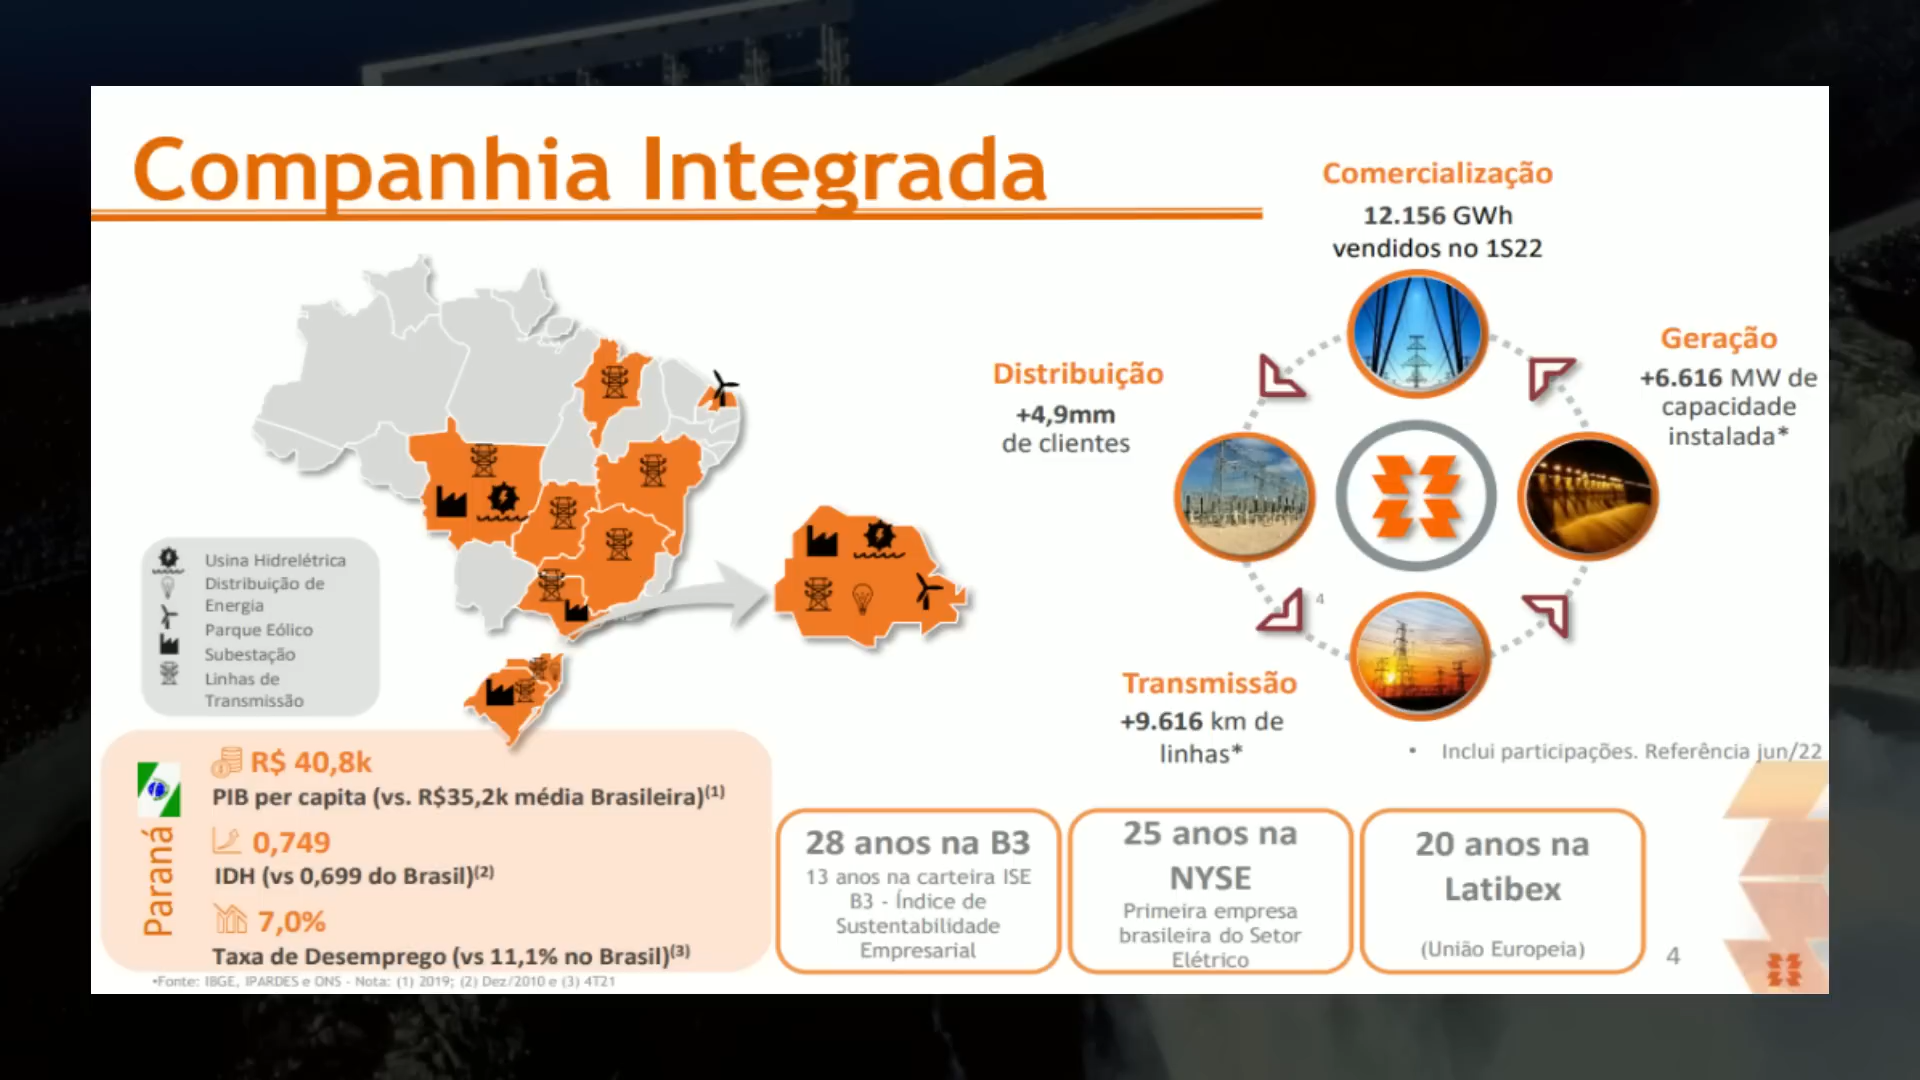 Companhia Integrada
Comercialização
12.156 GWh
vendidos no 1S22
Geração
+6.616 MW de
capacidade
instalada*
Distribuição
+4,9mm
de clientes
Usina Hidrelétrica
Distribuição de
Energia
Parque Eólico
Subestação
Linhas de
Transmissão
4
Transmissão
+9.616 km de
linhas*
• Inclui participações. Referência jun/22
Paraná
R$ 40,8k
PIB per capita (vs. R$35,2k média Brasileira)(1)
0,749
IDH (vs 0,699 do Brasil)(2)
7,0%
Taxa de Desemprego (vs 11,1% no Brasil)(3)
•Fonte: IBGE, IPARDES e ONS - Nota: (1) 2019; (2) Dez/2010 e (3) 4T21
28 anos na B3
13 anos na carteira ISE
B3 - Índice de
Sustentabilidade
Empresarial
25 anos na
NYSE
Primeira empresa
brasileira do Setor
Elétrico
20 anos na
Latibex
(União Europeia)
4